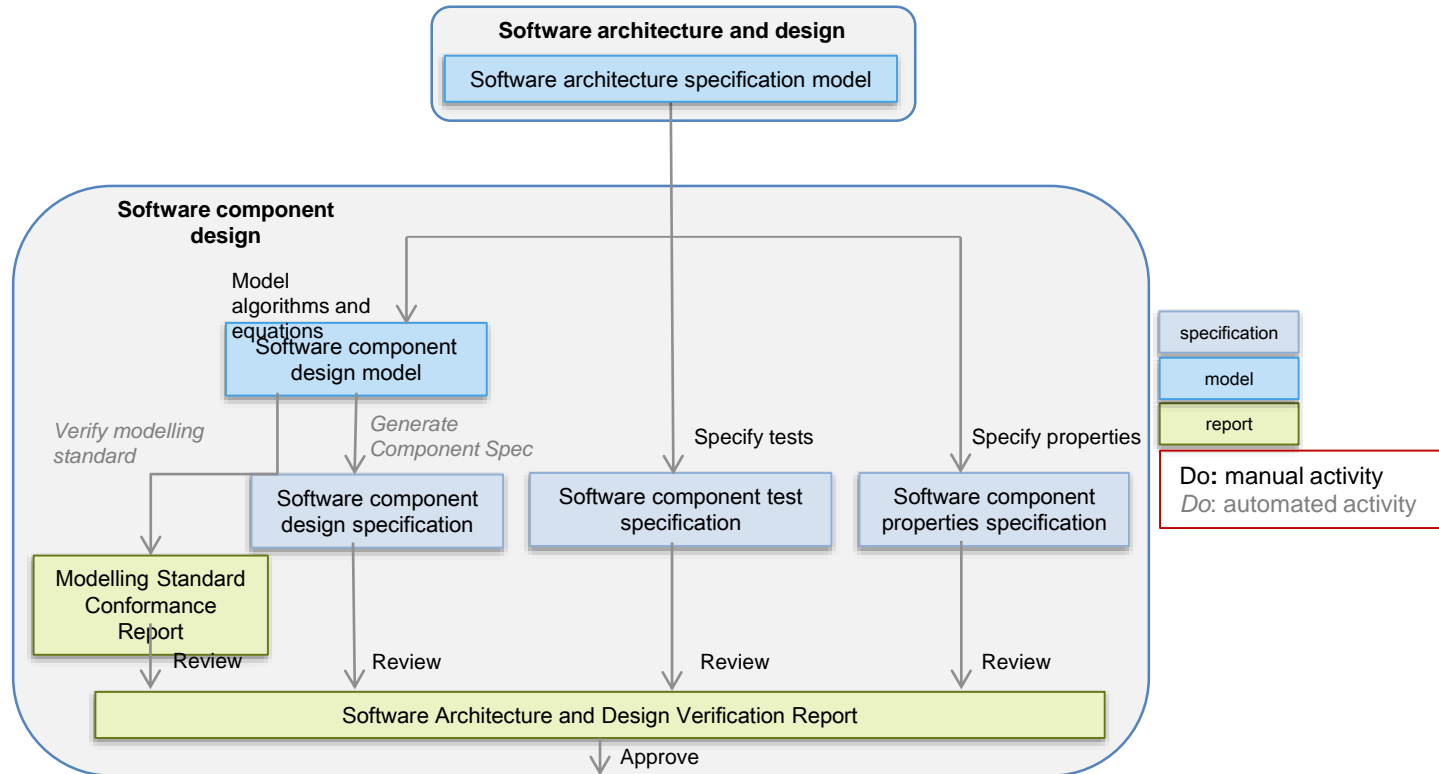 Software architecture and design
Software architecture specification model
Software component
design
Model
algorithms and
equations
Software component
design model
Verify modelling
standard
Generate
Component Spec
Specify tests
Specify properties
Software component
design specification
Software component test
specification
Software component
properties specification
Modelling Standard
Conformance
Report
Review
Review
Review
Review
Software Architecture and Design Verification Report
Approve
specification
model
report
Do: manual activity
Do: automated activity